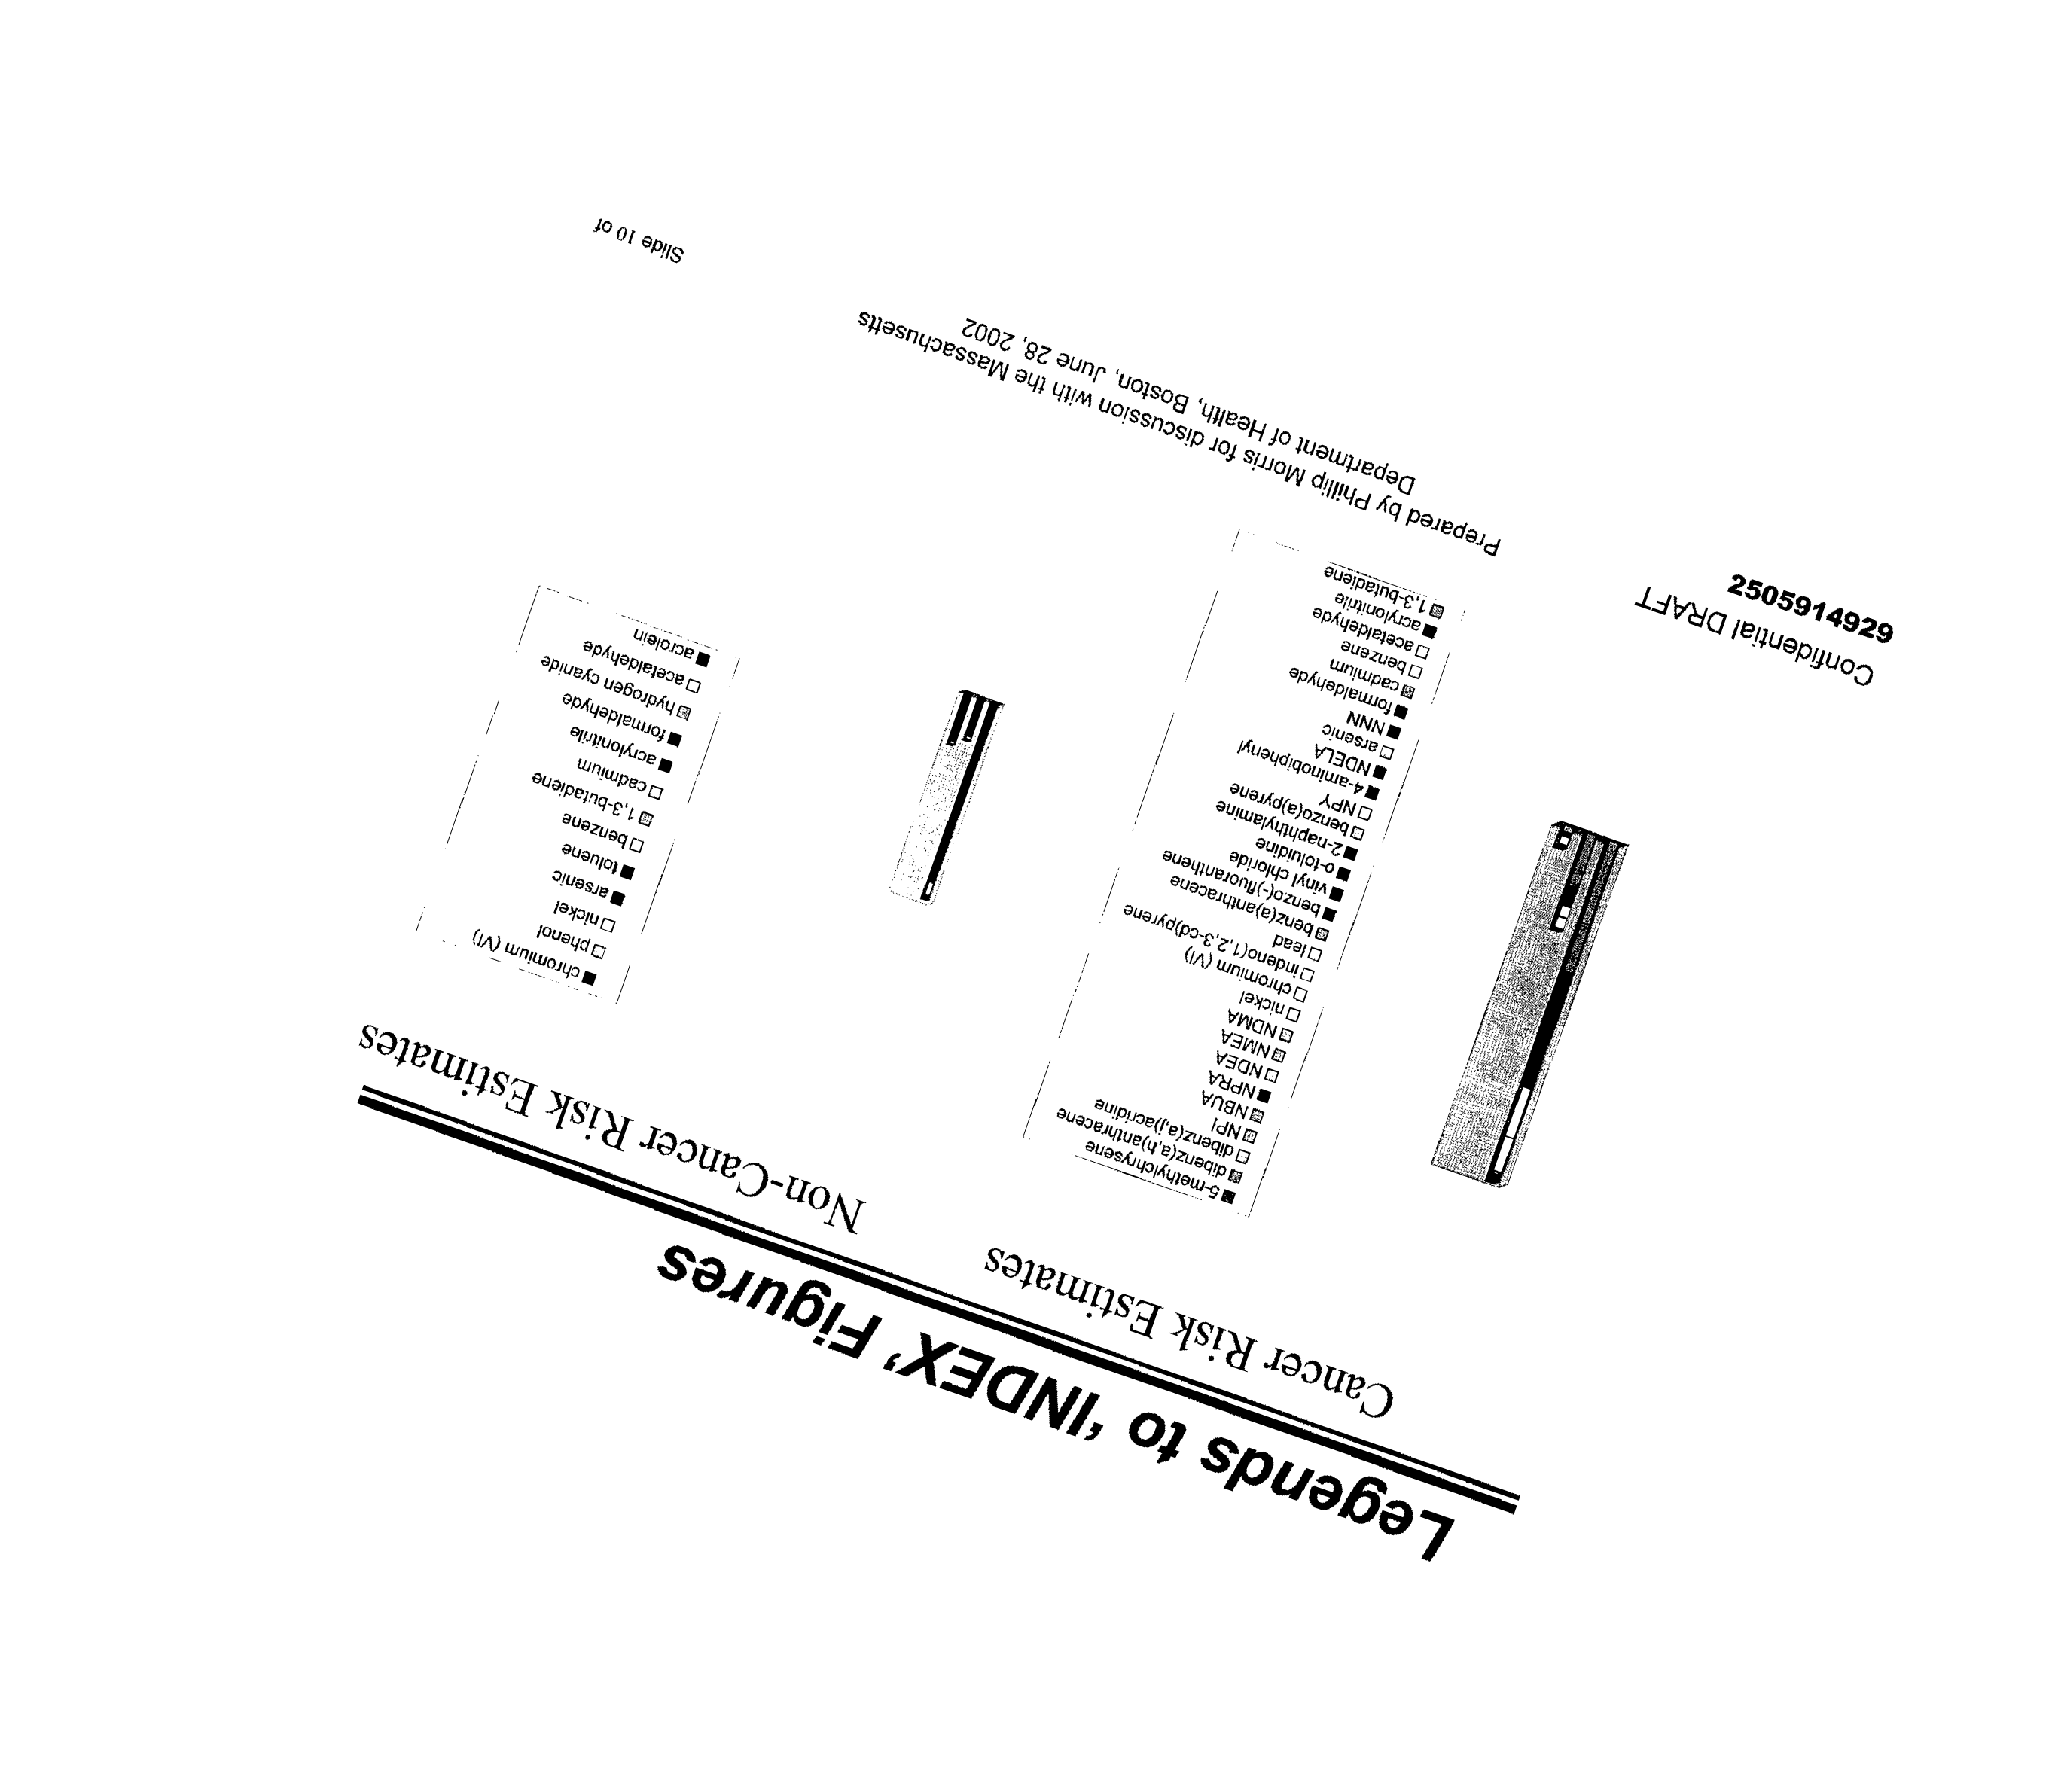 Legends to 'INDEX' Figures
Cancer Risk Estimates
5-methylchrysene
dibenz(a,h)anthracene
dibenz(a,j)acridine
NPI
NBUA
NPRA
NDEA
NMEA
NDMA
nickel
chromium (VI)
indeno(1,2,3-cd)pyrene
lead
benz(a)anthracene
benzo(-)fluoranthene
vinyl chloride
o-toluidine
2-naphthylamine
benzo(a)pyrene
NPY
4-aminobiphenyl
NDELA
arsenic
NNN
formaldehyde
cadmium
benzene
acetaldehyde
acrylonitrile
1,3-butadiene
Non-Cancer Risk Estimates
chromium (VI)
phenol
nickel
arsenic
toluene
benzene
1,3-butadiene
cadmium
acrylonitrile
formaldehyde
hydrogen cyanide
acetaldehyde
acrolein
Confidential DRAFT
2505914929
Prepared by Phillip Morris for discussion with the Massachusetts
Department of Health, Boston, June 28, 2002
Slide 10 of